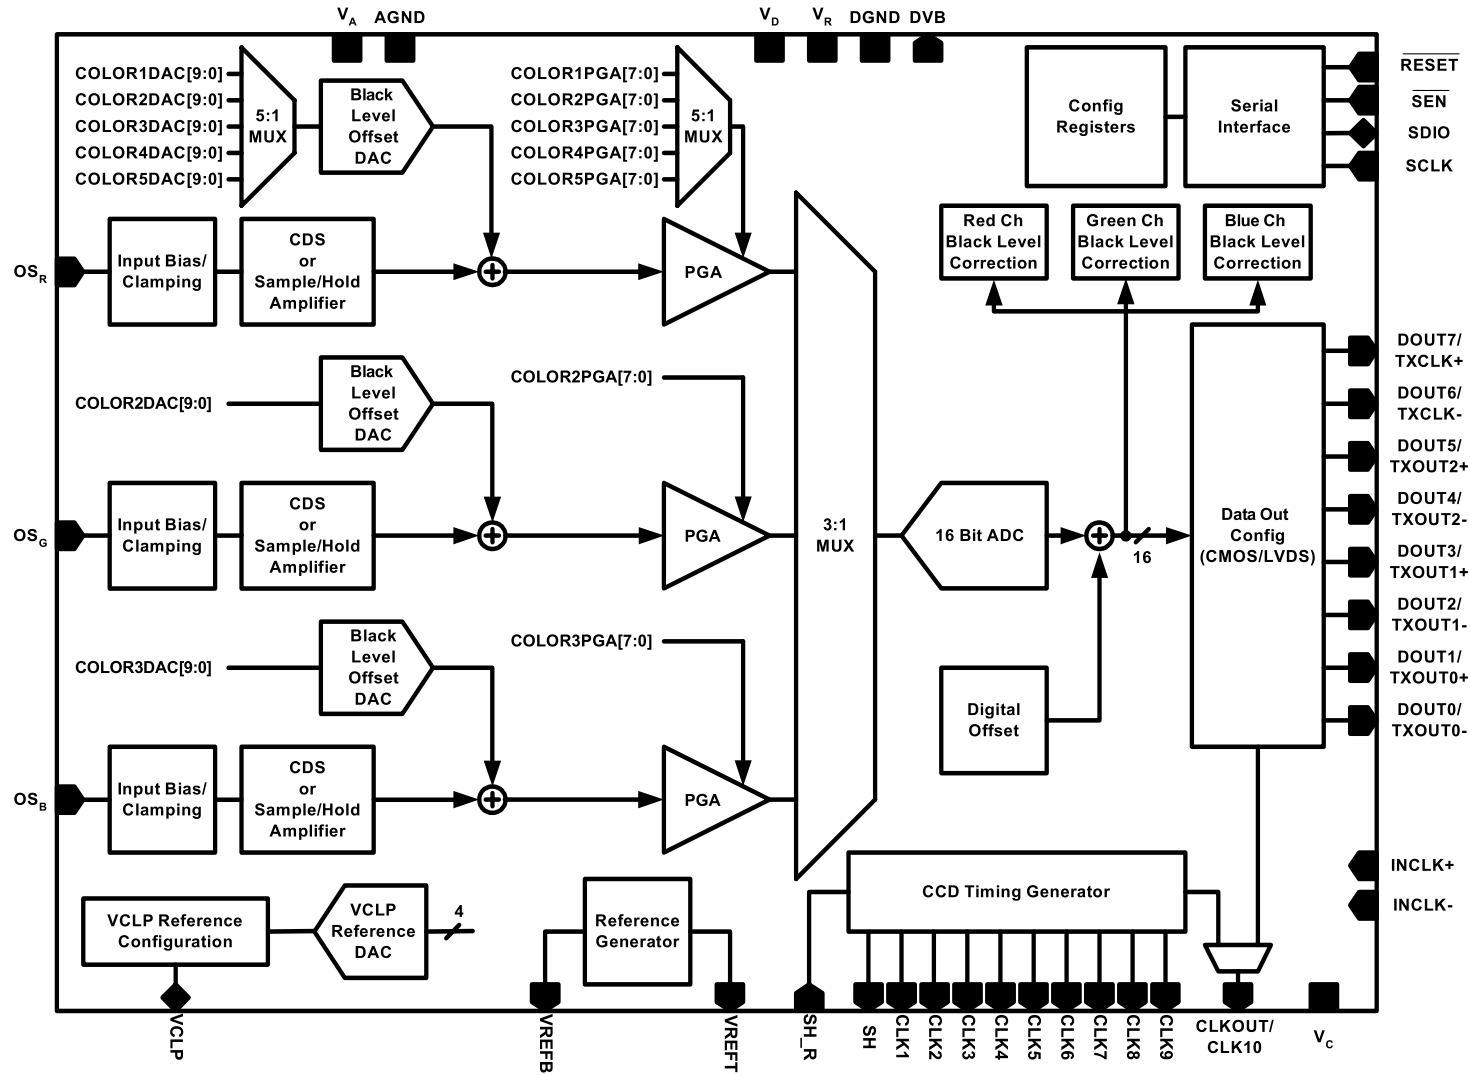 VA AGND VD VR DGND DVB
COLOR1DAC[9:0]
COLOR2DAC[9:0]
COLOR3DAC[9:0]
COLOR4DAC[9:0]
COLOR5DAC[9:0]
5:1
MUX
Black
Level
Offset
DAC
COLOR1PGA[7:0]
COLOR2PGA[7:0]
COLOR3PGA[7:0]
COLOR4PGA[7:0]
COLOR5PGA[7:0]
5:1
MUX
Config
Registers
Serial
Interface
RESET
SEN
SDIO
SCLK
OSR
Input Bias/
Clamping
CDS
or
Sample/Hold
Amplifier
+
PGA
Red Ch
Black Level
Correction
Green Ch
Black Level
Correction
Blue Ch
Black Level
Correction
COLOR2DAC[9:0]
Black
Level
Offset
DAC
COLOR2PGA[7:0]
OSG
Input Bias/
Clamping
CDS
or
Sample/Hold
Amplifier
+
PGA
3:1
MUX
16 Bit ADC
+
16
Data Out
Config
(CMOS/LVDS)
DOUT7/
TXCLK+
DOUT6/
TXCLK-
DOUT5/
TXOUT2+
DOUT4/
TXOUT2-
DOUT3/
TXOUT1+
DOUT2/
TXOUT1-
DOUT1/
TXOUT0+
DOUT0/
TXOUT0-
COLOR3DAC[9:0]
Black
Level
Offset
DAC
COLOR3PGA[7:0]
Digital
Offset
OSB
Input Bias/
Clamping
CDS
or
Sample/Hold
Amplifier
+
PGA
VCLP Reference
Configuration
VCLP
Reference
DAC
4
Reference
Generator
CCD Timing Generator
INCLK+
INCLK-
VCLP
VREFB
VREFT
SH_R
SH
CLK1
CLK2
CLK3
CLK4
CLK5
CLK6
CLK7
CLK8
CLK9
CLKOUT/
CLK10
VC